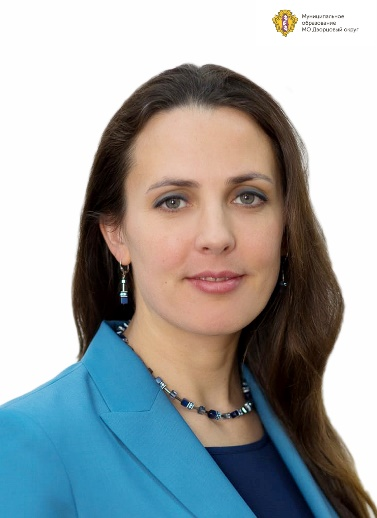 Муниципальное
образование
МО Дворцовый округ